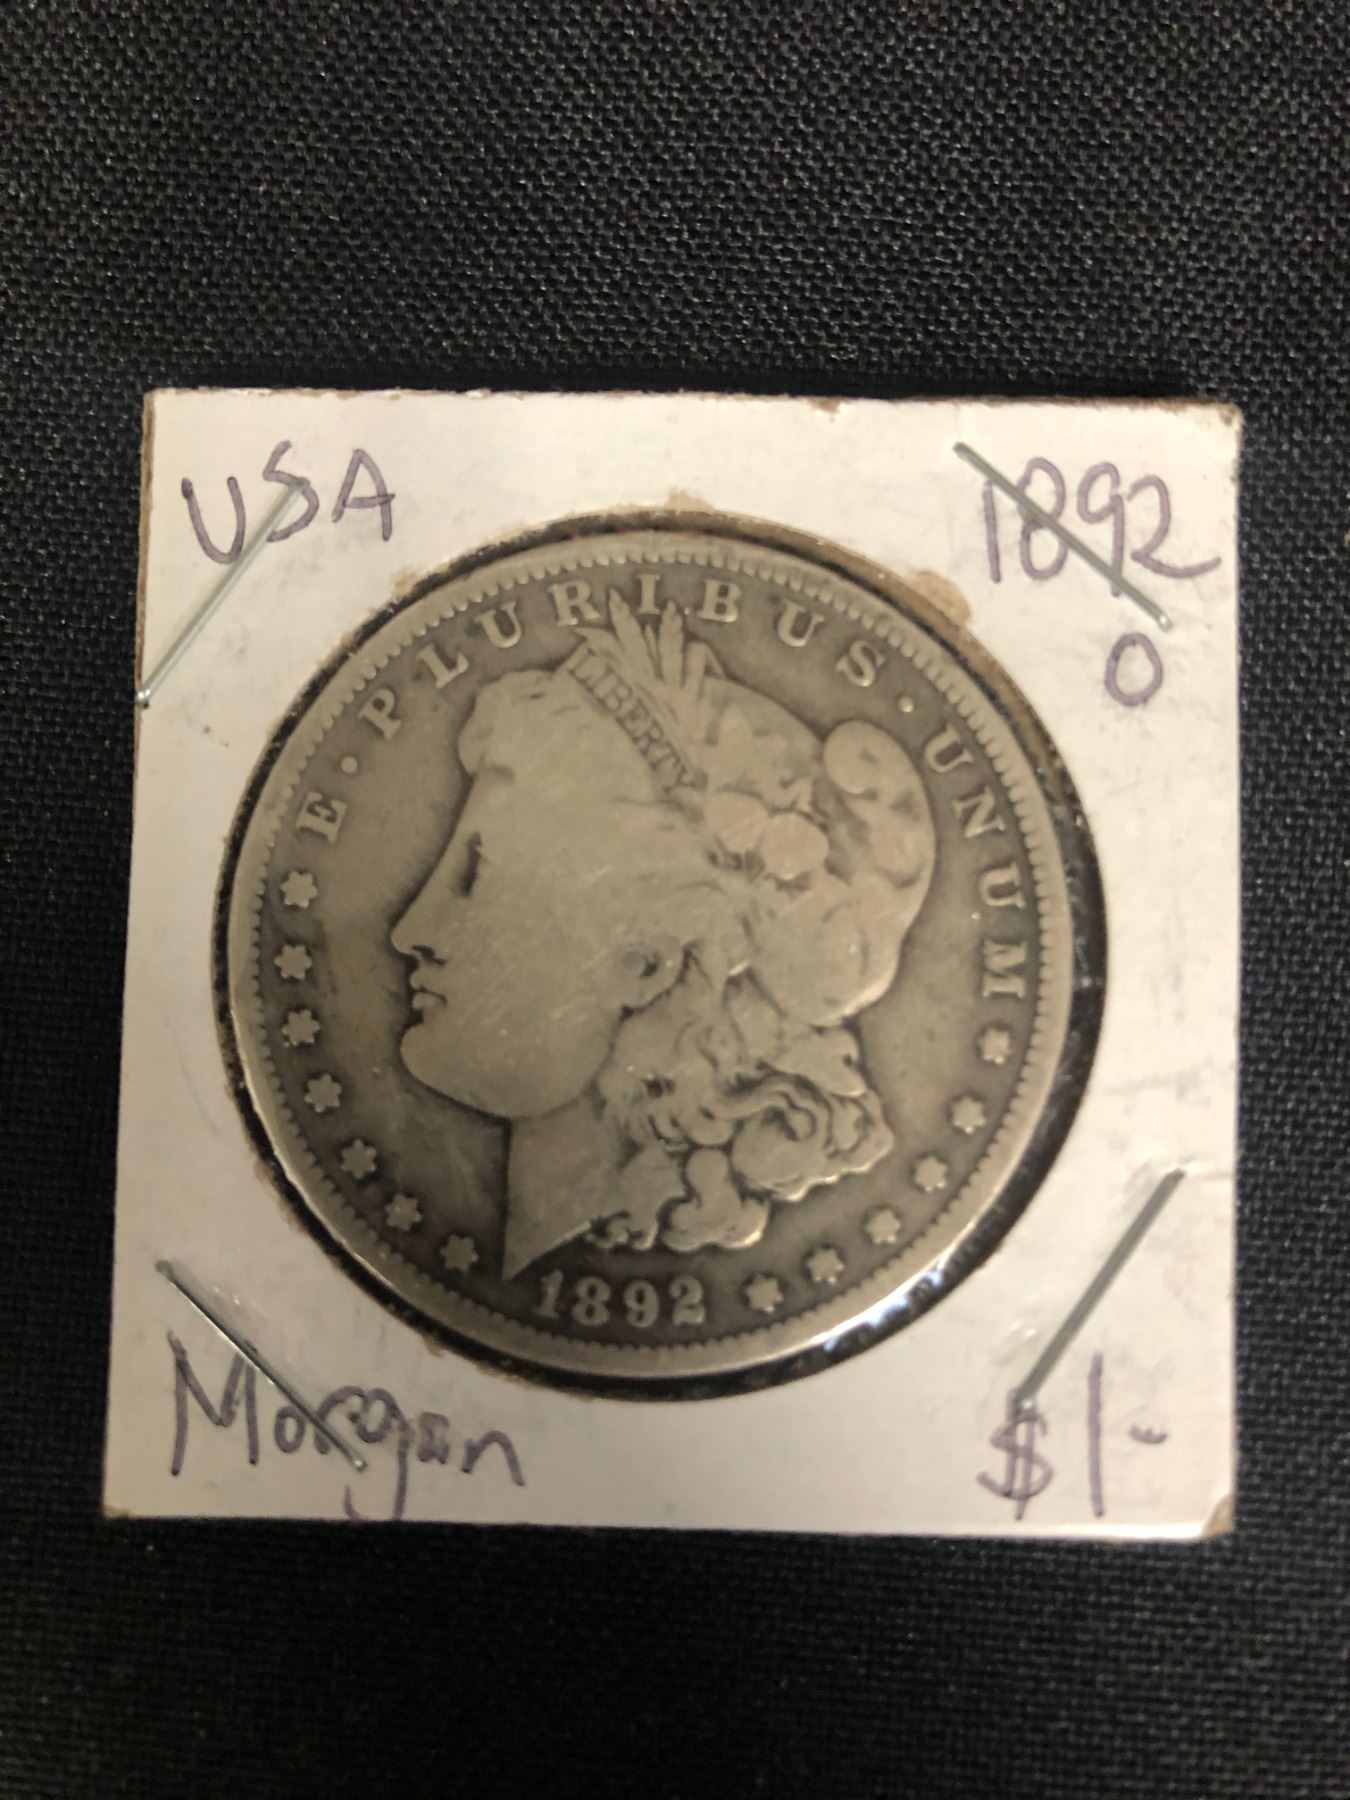 USA
1892
O
E · PLURIBUS · UNUM
LIBERTY
1892
Morgan
$1-